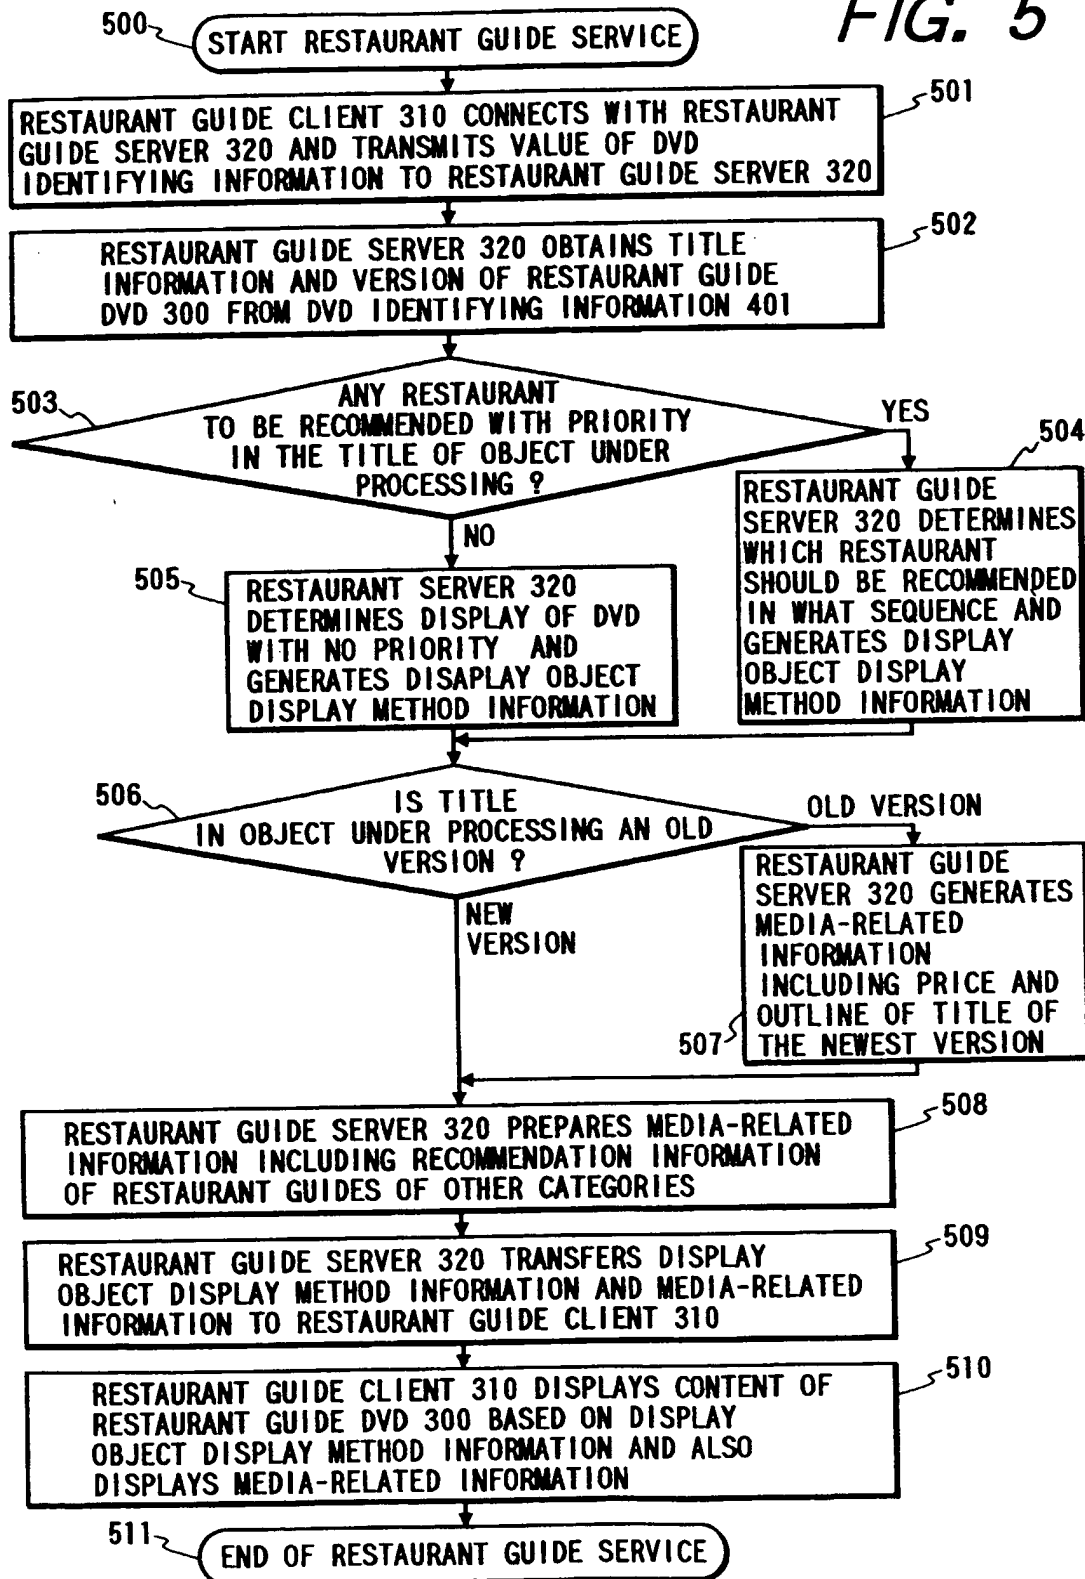 FIG. 5
500
START RESTAURANT GUIDE SERVICE
501
RESTAURANT GUIDE CLIENT 310 CONNECTS WITH RESTAURANT
GUIDE SERVER 320 AND TRANSMITS VALUE OF DVD
IDENTIFYING INFORMATION TO RESTAURANT GUIDE SERVER 320
502
RESTAURANT GUIDE SERVER 320 OBTAINS TITLE
INFORMATION AND VERSION OF RESTAURANT GUIDE
DVD 300 FROM DVD IDENTIFYING INFORMATION 401
503
ANY RESTAURANT
TO BE RECOMMENDED WITH PRIORITY
IN THE TITLE OF OBJECT UNDER
PROCESSING ?
YES
NO
504
RESTAURANT GUIDE
SERVER 320 DETERMINES
WHICH RESTAURANT
SHOULD BE RECOMMENDED
IN WHAT SEQUENCE AND
GENERATES DISPLAY
OBJECT DISPLAY
METHOD INFORMATION
505
RESTAURANT SERVER 320
DETERMINES DISPLAY OF DVD
WITH NO PRIORITY AND
GENERATES DISAPLAY OBJECT
DISPLAY METHOD INFORMATION
506
IS TITLE
IN OBJECT UNDER PROCESSING AN OLD
VERSION ?
OLD VERSION
NEW
VERSION
507
RESTAURANT GUIDE
SERVER 320 GENERATES
MEDIA-RELATED
INFORMATION
INCLUDING PRICE AND
OUTLINE OF TITLE OF
THE NEWEST VERSION
508
RESTAURANT GUIDE SERVER 320 PREPARES MEDIA-RELATED
INFORMATION INCLUDING RECOMMENDATION INFORMATION
OF RESTAURANT GUIDES OF OTHER CATEGORIES
509
RESTAURANT GUIDE SERVER 320 TRANSFERS DISPLAY
OBJECT DISPLAY METHOD INFORMATION AND MEDIA-RELATED
INFORMATION TO RESTAURANT GUIDE CLIENT 310
510
RESTAURANT GUIDE CLIENT 310 DISPLAYS CONTENT OF
RESTAURANT GUIDE DVD 300 BASED ON DISPLAY
OBJECT DISPLAY METHOD INFORMATION AND ALSO
DISPLAYS MEDIA-RELATED INFORMATION
511
END OF RESTAURANT GUIDE SERVICE